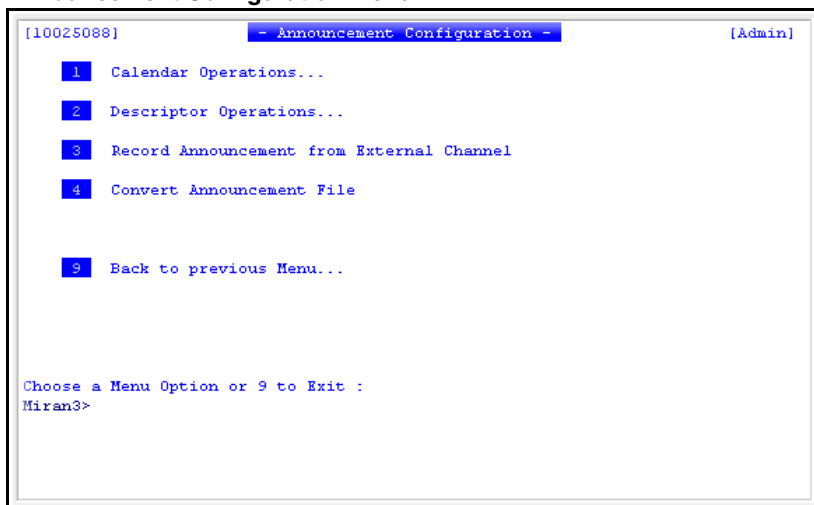 [10025088] - Announcement Configuration - [Admin]
1 Calendar Operations...
2 Descriptor Operations...
3 Record Announcement from External Channel
4 Convert Announcement File
9 Back to previous Menu...
Choose a Menu Option or 9 to Exit :
Miran3>